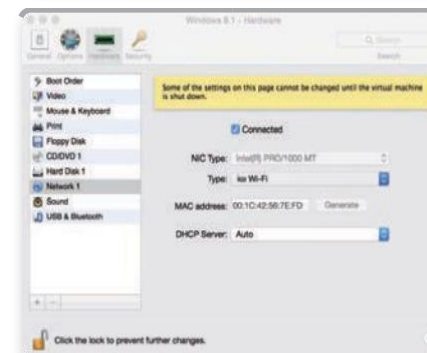 Windows 8.1 - Hardware
General Options Hardware Security
Search
Some of the settings on this page cannot be changed until the virtual machine
is shut down.
Boot Order
Video
Mouse & Keyboard
Print
Floppy Disk
CD/DVD 1
Hard Disk 1
Network 1
Sound
USB & Bluetooth
Connected
NIC Type: Intel(R) PRO/1000 MT
Type: Wi-Fi
MAC address: 00:1C:42:56:7E:FD Generate
DHCP Server: Auto
+ -
Click the lock to prevent further changes.